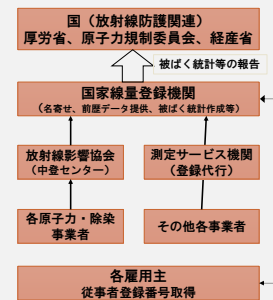 国（放射線防護関連）
厚労省、原子力規制委員会、経産省
被ばく統計等の報告
国家線量登録機関
（名寄せ、前歴データ提供、被ばく統計作成等）
放射線影響協会
（中登センター）
測定サービス機関
（登録代行）
各原子力・除染
事業者
その他各事業者
各雇用主
従事者登録番号取得